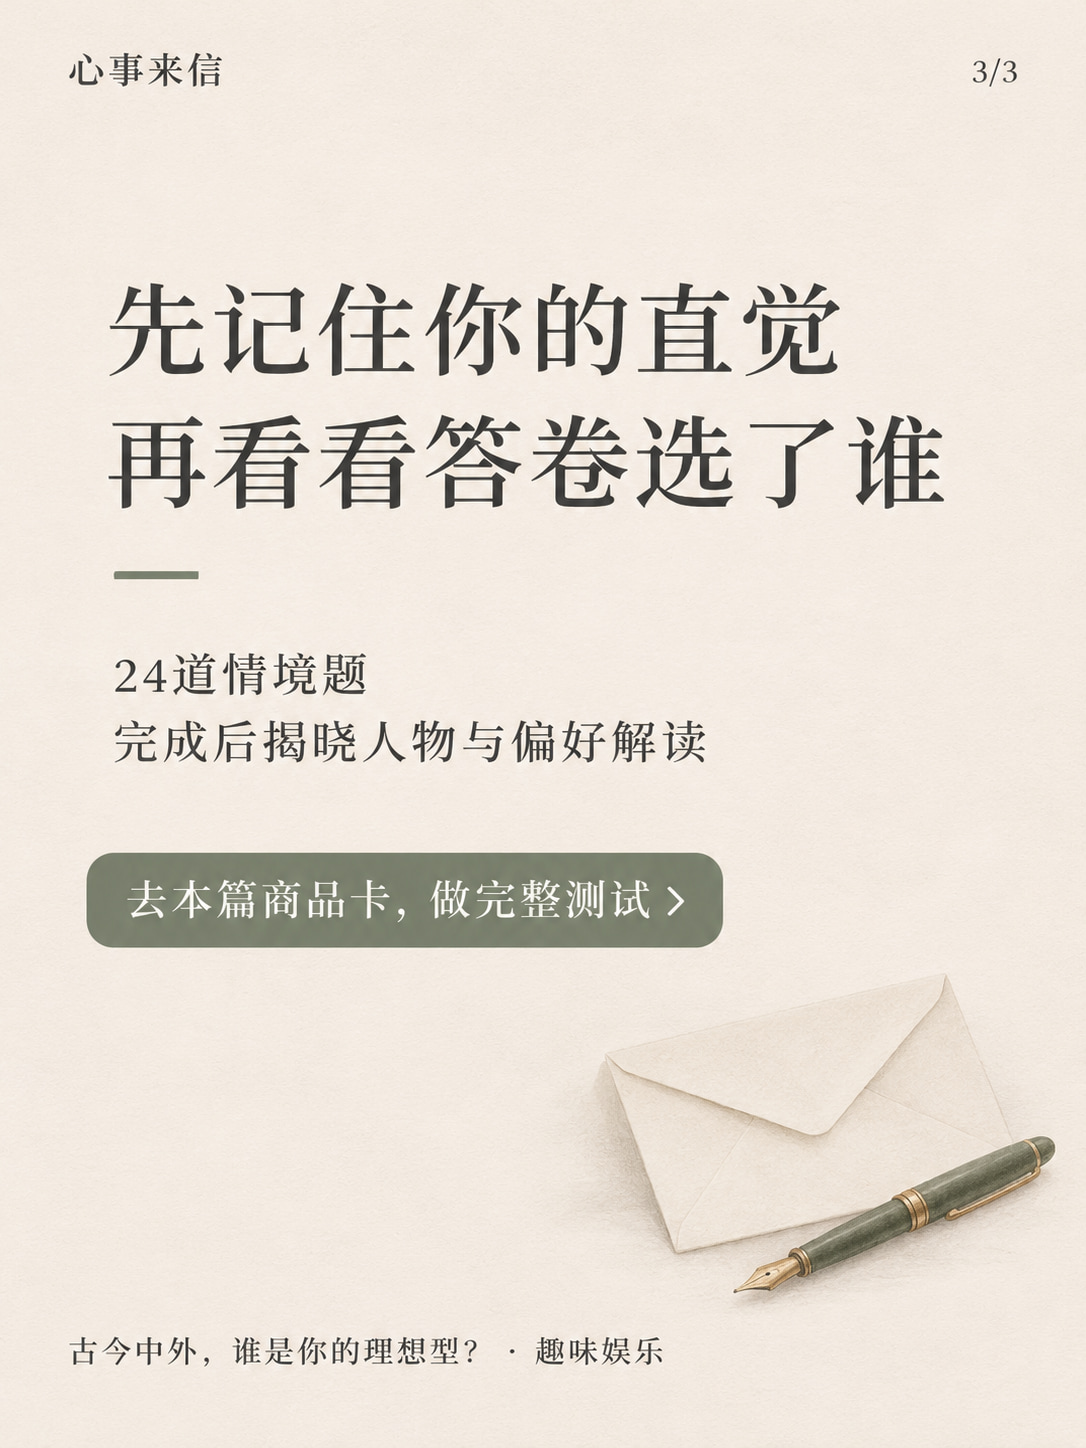 心事来信
3/3
先记住你的直觉
再看看答卷选了谁
24道情境题
完成后揭晓人物与偏好解读
去本篇商品卡，做完整测试 >
古今中外，谁是你的理想型？ · 趣味娱乐